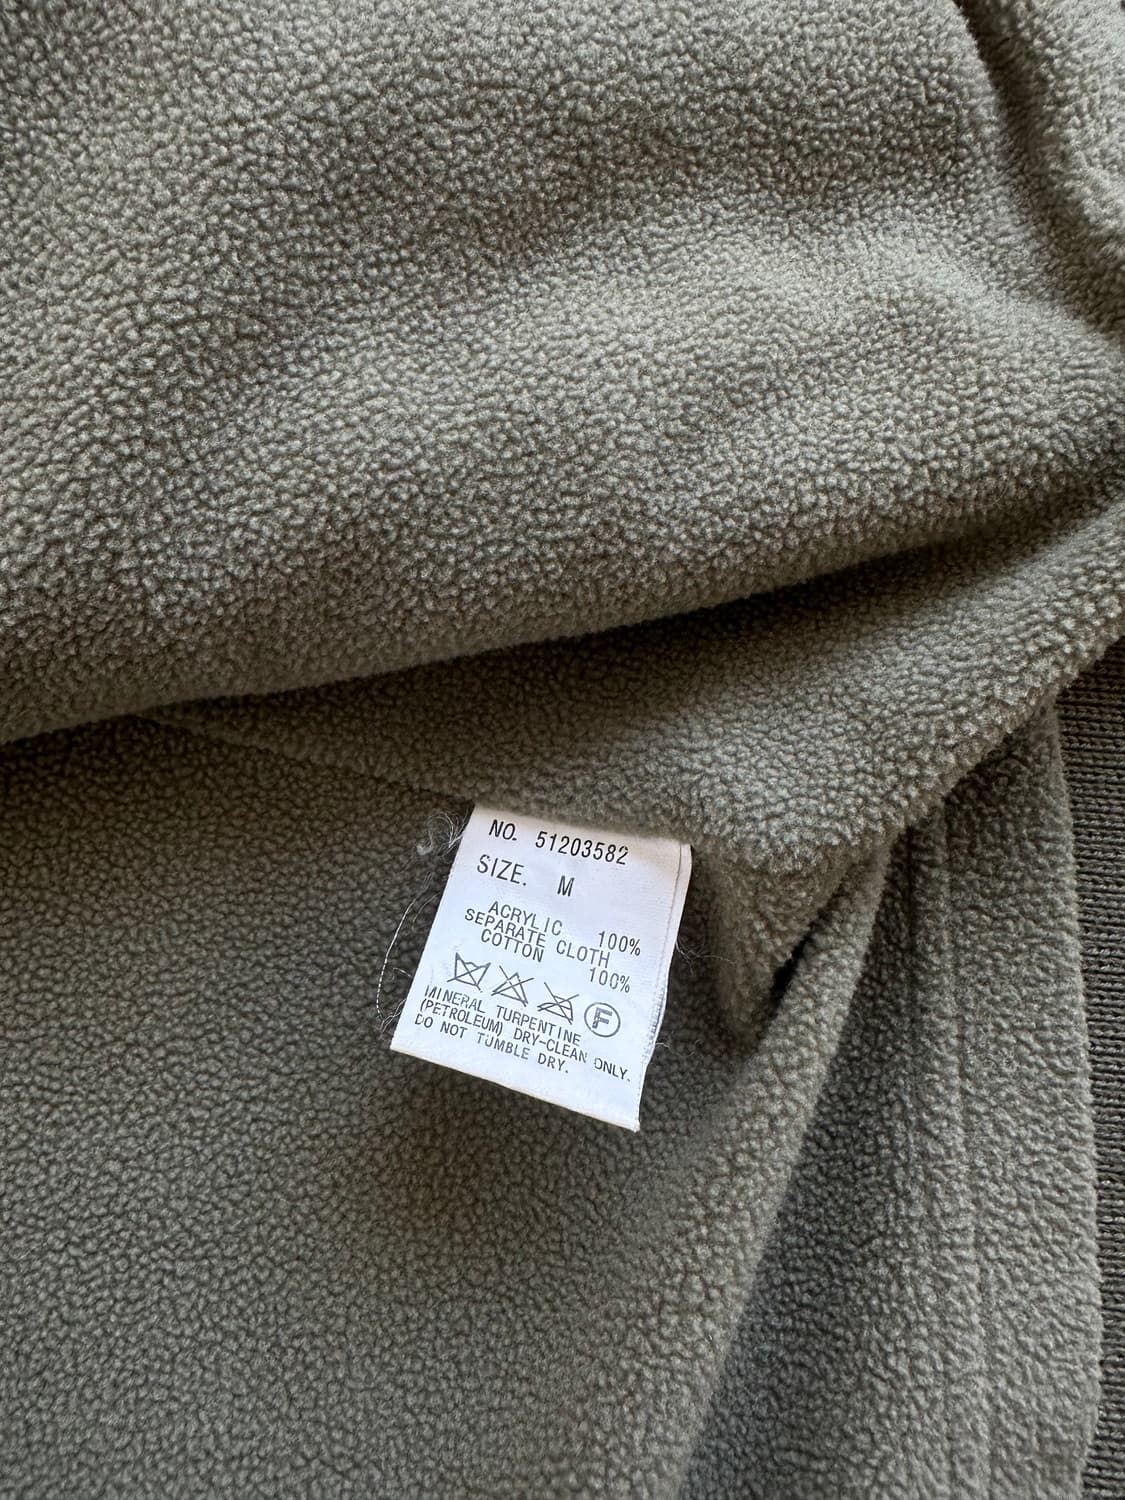 NO. 51203582
SIZE. M
ACRYLIC 100%
SEPARATE CLOTH
COTTON 100%
F
MINERAL TURPENTINE
(PETROLEUM) DRY-CLEAN ONLY.
DO NOT TUMBLE DRY.